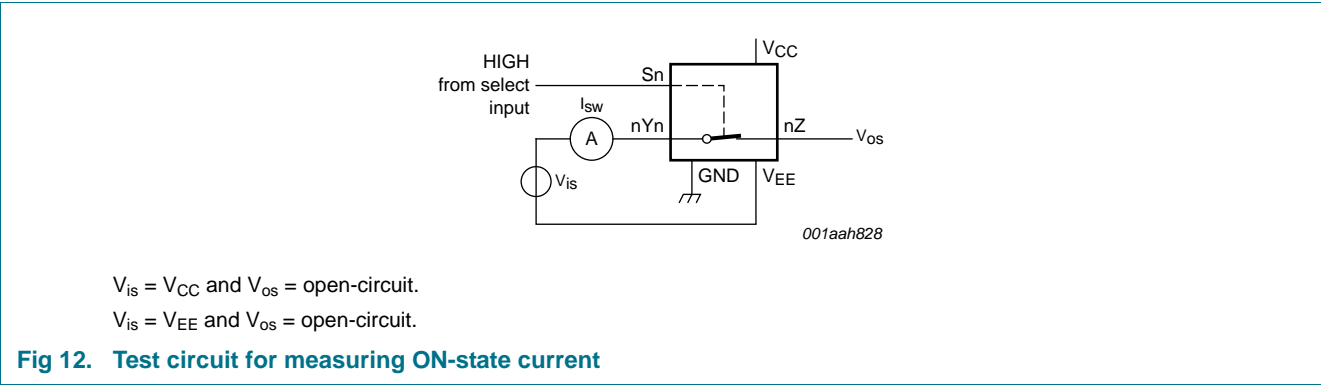 VCC
HIGH
from select
input
Sn
Isw
A
nYn
nZ
Vos
Vis
GND
VEE
001aah828
Vis = VCC and Vos = open-circuit.
Vis = VEE and Vos = open-circuit.
Fig 12. Test circuit for measuring ON-state current